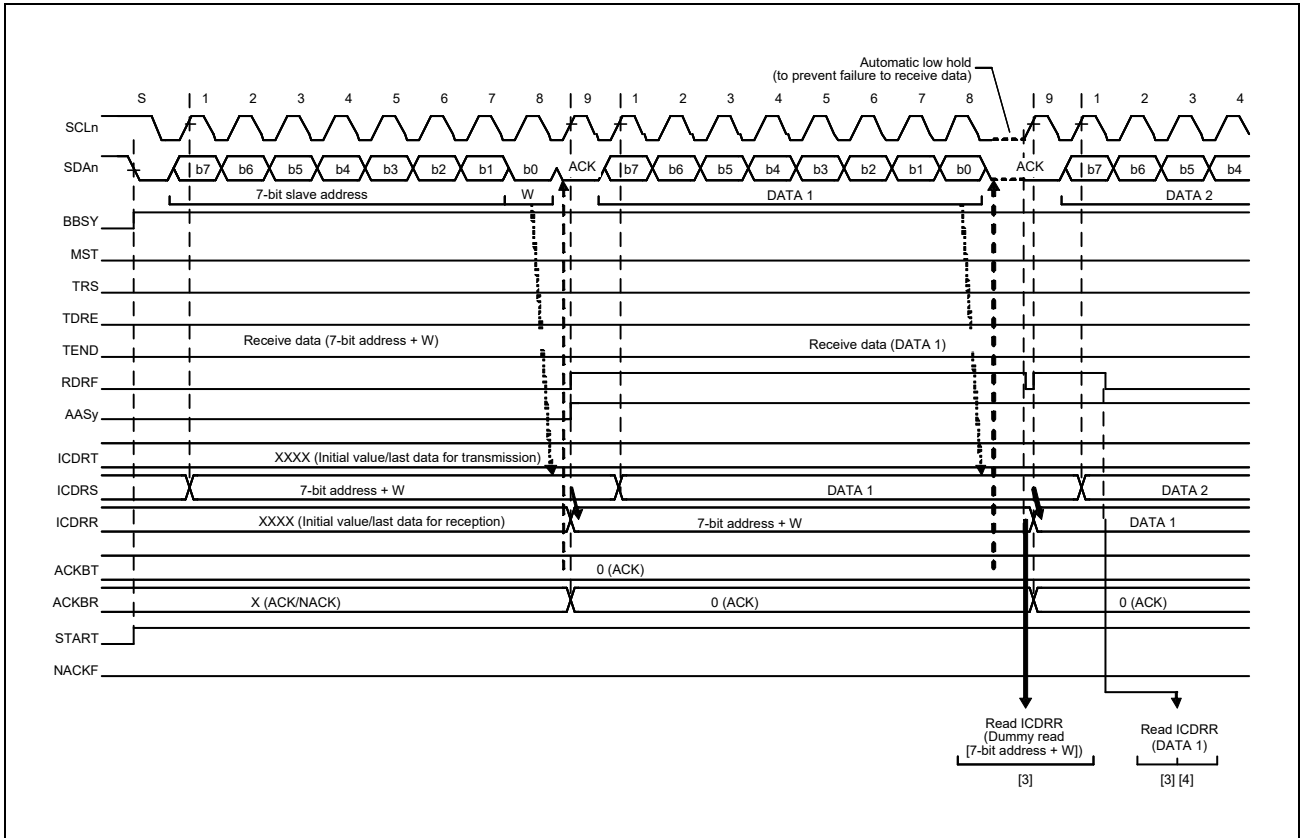 Automatic low hold
(to prevent failure to receive data)
S 1 2 3 4 5 6 7 8 9 1 2 3 4 5 6 7 8 9 1 2 3 4
SCLn
SDAn b7 b6 b5 b4 b3 b2 b1 b0 ACK b7 b6 b5 b4 b3 b2 b1 b0 ACK b7 b6 b5 b4
7-bit slave address W DATA 1 DATA 2
BBSY
MST
TRS
TDRE
Receive data (7-bit address + W) Receive data (DATA 1)
TEND
RDRF
AASy
ICDRT XXXX (Initial value/last data for transmission)
ICDRS 7-bit address + W DATA 1 DATA 2
ICDRR XXXX (Initial value/last data for reception) 7-bit address + W DATA 1
ACKBT 0 (ACK)
ACKBR X (ACK/NACK) 0 (ACK) 0 (ACK)
START
NACKF
Read ICDRR
(Dummy read
[7-bit address + W])
[3]
Read ICDRR
(DATA 1)
[3] [4]